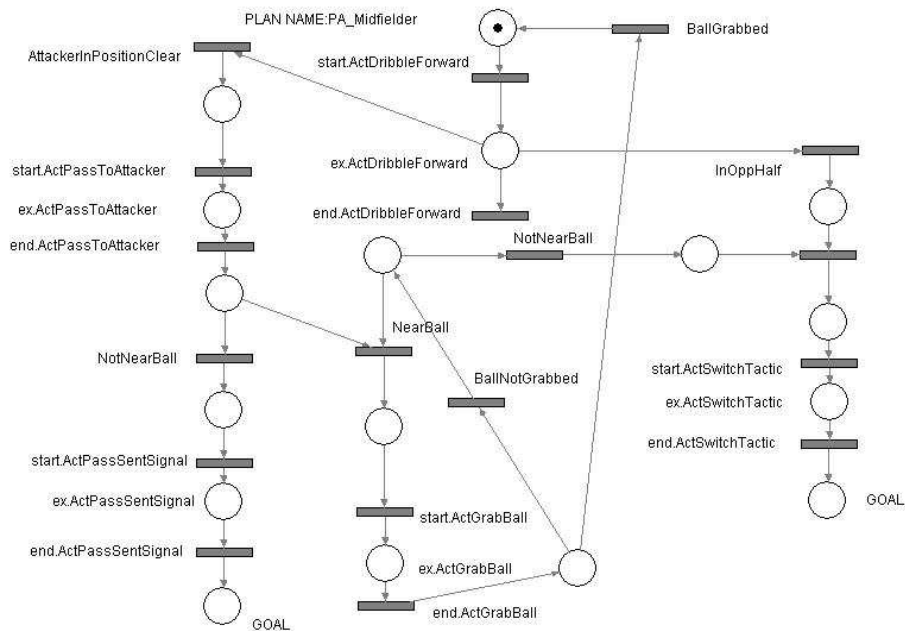 PLAN NAME:PA_Midfielder
BallGrabbed
AttackerInPositionClear
start.ActDribbleForward
ex.ActDribbleForward
InOppHalf
start.ActPassToAttacker
ex.ActPassToAttacker
end.ActDribbleForward
end.ActPassToAttacker
NotNearBall
NearBall
NotNearBall
BallNotGrabbed
start.ActSwitchTactic
ex.ActSwitchTactic
end.ActSwitchTactic
start.ActPassSentSignal
ex.ActPassSentSignal
end.ActPassSentSignal
start.ActGrabBall
ex.ActGrabBall
end.ActGrabBall
GOAL
GOAL